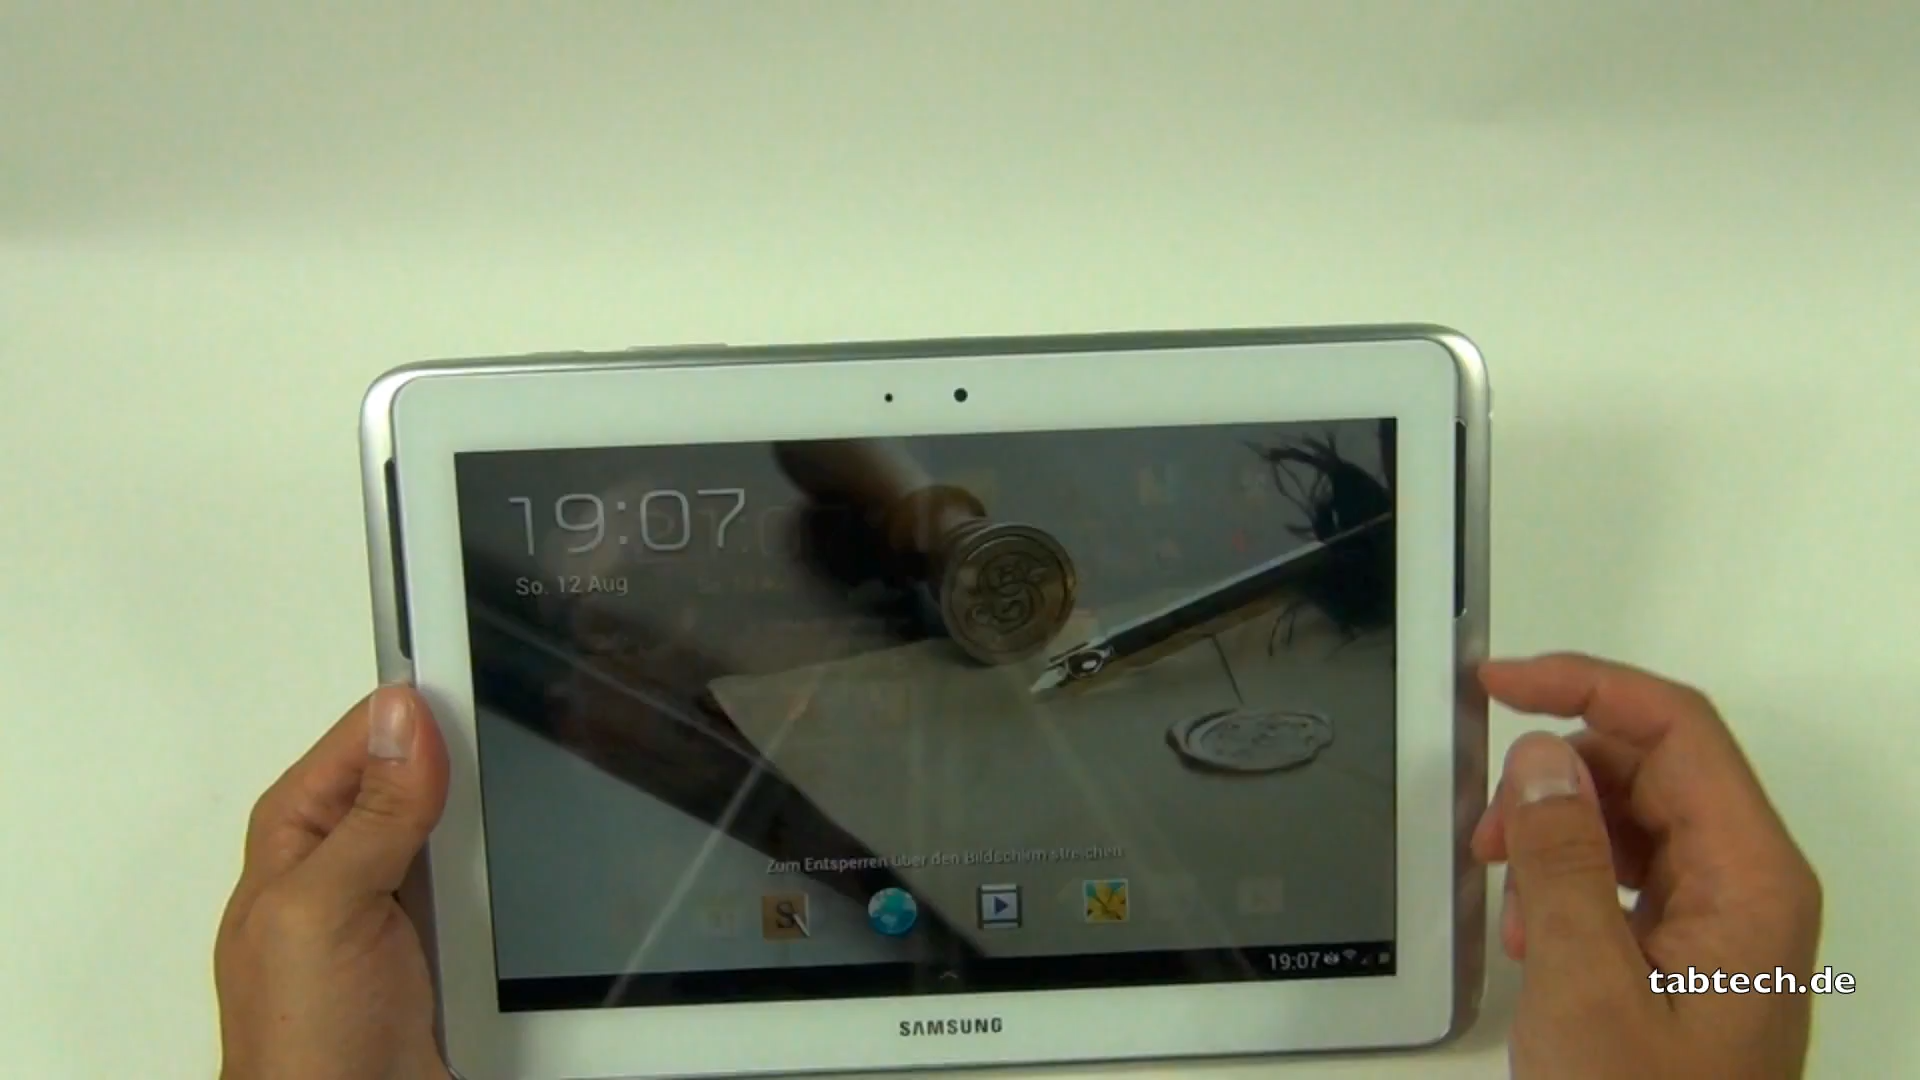 19:07
So. 12 Aug
Zum Entsperren über den Bildschirm streichen
S
19:07
SAMSUNG
tabtech.de